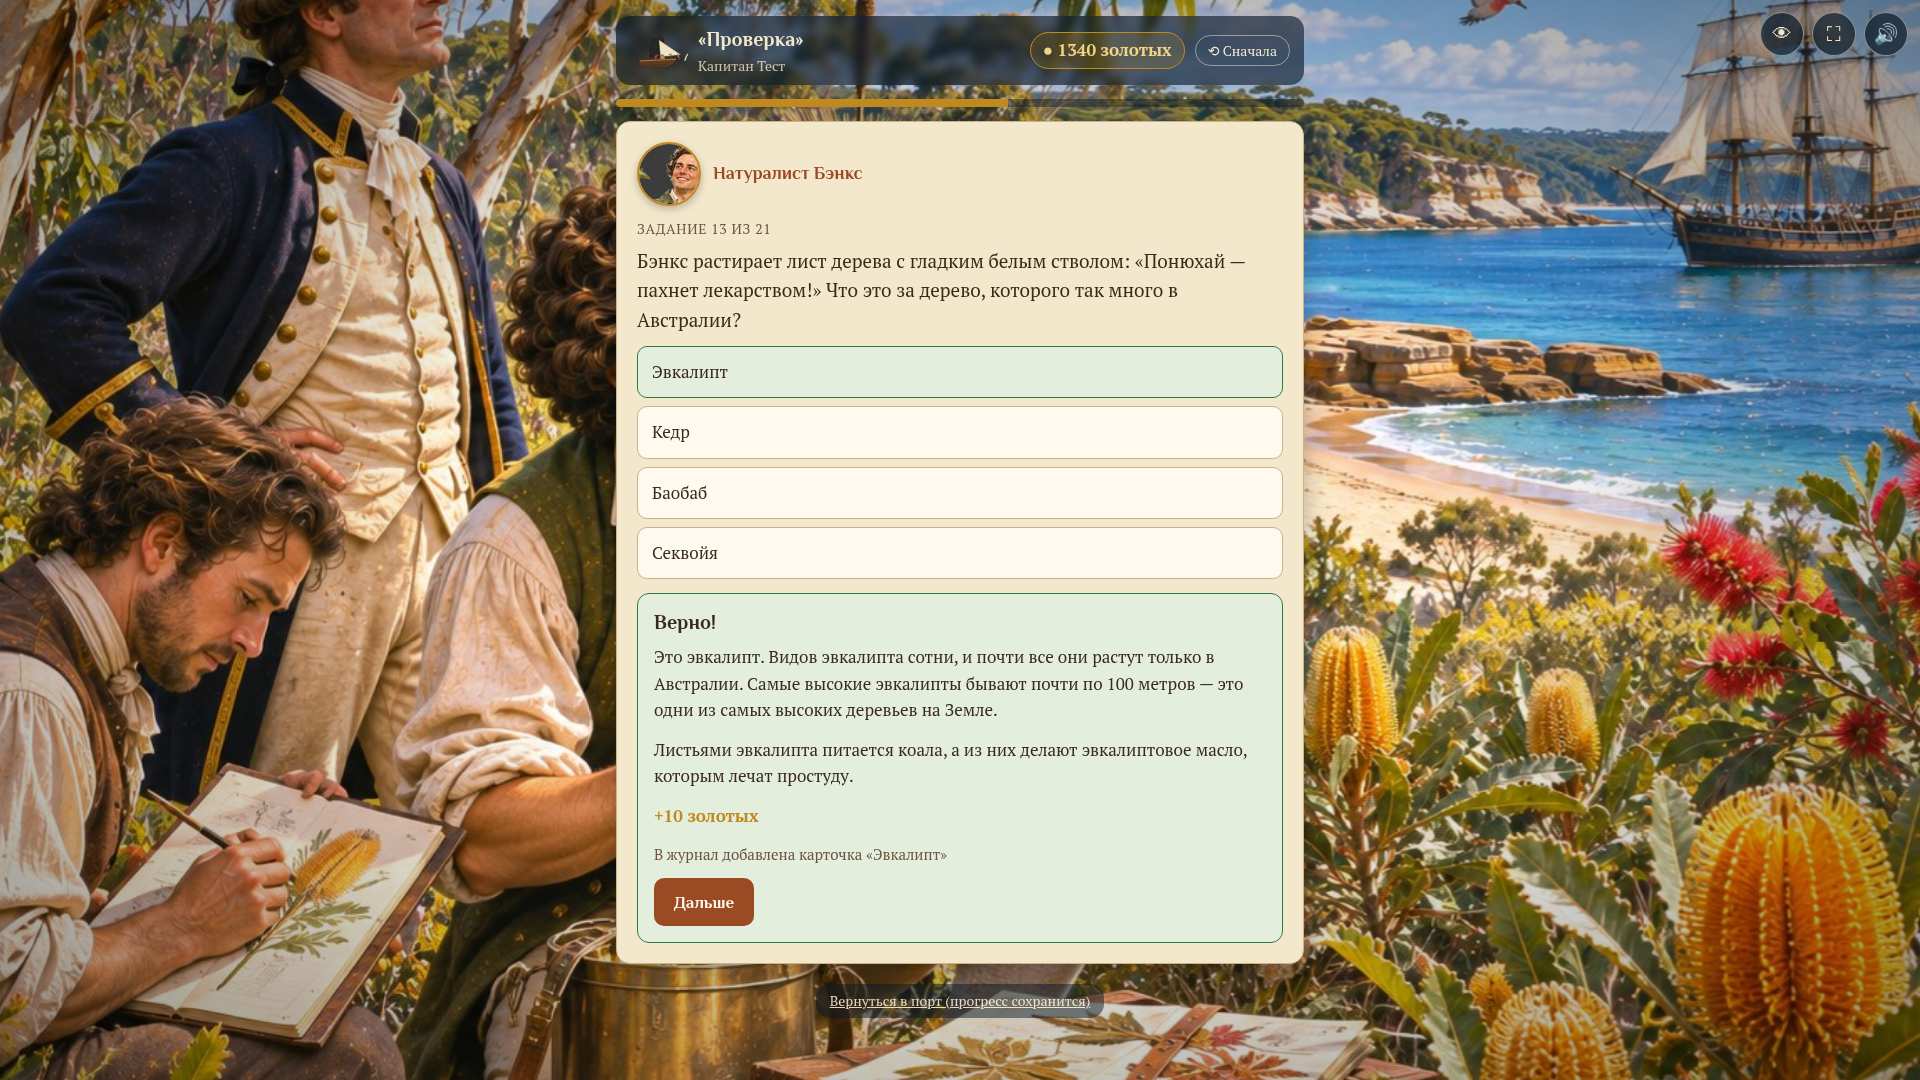 «Проверка»
Капитан Тест
● 1340 золотых
⟲ Сначала
Натуралист Бэнкс
ЗАДАНИЕ 13 ИЗ 21
Бэнкс растирает лист дерева с гладким белым стволом: «Понюхай —
пахнет лекарством!» Что это за дерево, которого так много в
Австралии?
Эвкалипт
Кедр
Баобаб
Секвойя
Верно!
Это эвкалипт. Видов эвкалипта сотни, и почти все они растут только в
Австралии. Самые высокие эвкалипты бывают почти по 100 метров — это
одни из самых высоких деревьев на Земле.
Листьями эвкалипта питается коала, а из них делают эвкалиптовое масло,
которым лечат простуду.
+10 золотых
В журнал добавлена карточка «Эвкалипт»
Дальше
Вернуться в порт (прогресс сохранится)